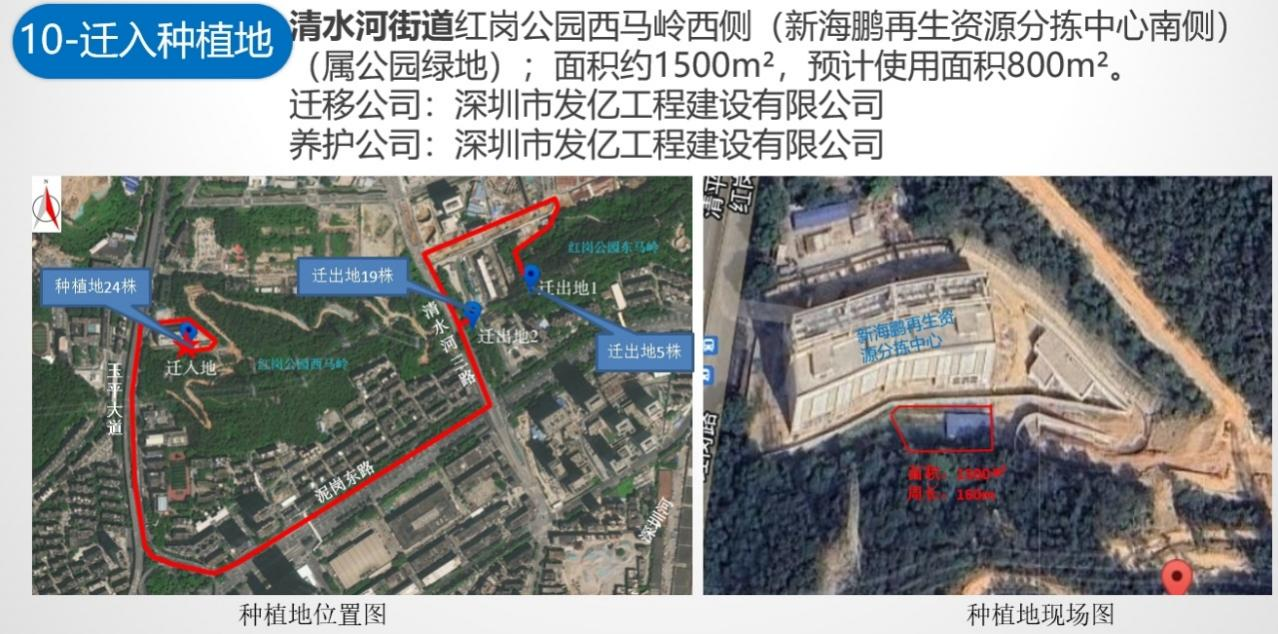 10-迁入种植地
清水河街道红岗公园西马岭西侧（新海鹏再生资源分拣中心南侧）
（属公园绿地）；面积约1500m²，预计使用面积800m²。
迁移公司：深圳市发亿工程建设有限公司
养护公司：深圳市发亿工程建设有限公司
N
红岗公园东马岭
种植地24株
迁出地19株
迁出地1
清水河三路
迁出地2
迁出地5株
迁入地
红岗公园西马岭
玉平大道
泥岗东路
深圳河
种植地位置图
新海鹏再生资
源分拣中心
面积：1500m²
周长：160m
种植地现场图